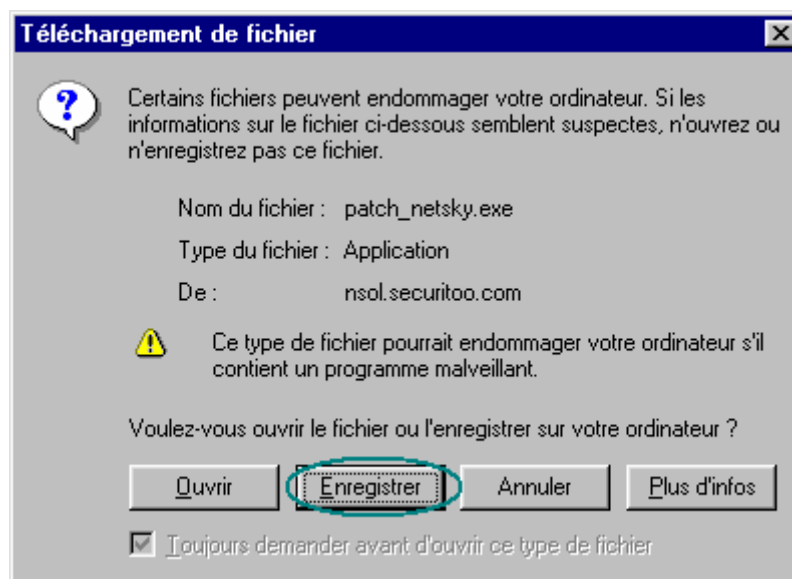 Téléchargement de fichier
Certains fichiers peuvent endommager votre ordinateur. Si les
informations sur le fichier ci-dessous semblent suspectes, n'ouvrez ou
n'enregistrez pas ce fichier.
Nom du fichier : patch_netsky.exe
Type du fichier : Application
De : nsol.securitoo.com
Ce type de fichier pourrait endommager votre ordinateur s'il
contient un programme malveillant.
Voulez-vous ouvrir le fichier ou l'enregistrer sur votre ordinateur ?
Ouvrir Enregistrer Annuler Plus d'infos
Toujours demander avant d'ouvrir ce type de fichier